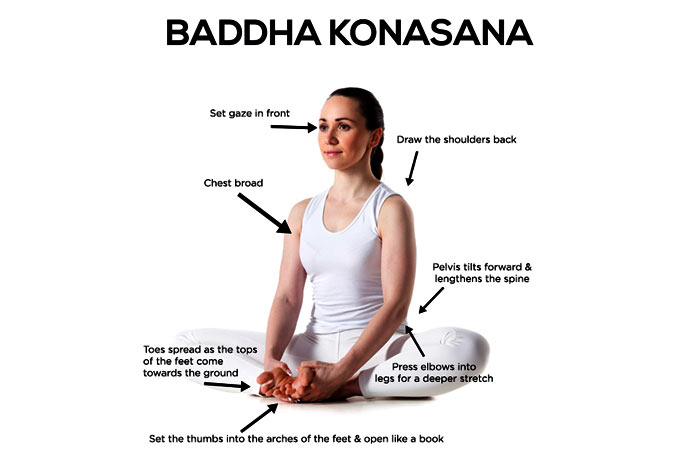 BADDHA KONASANA
Set gaze in front
Draw the shoulders back
Chest broad
Pelvis tilts forward &
lengthens the spine
Toes spread as the tops
of the feet come
towards the ground
Press elbows into
legs for a deeper stretch
Set the thumbs into the arches of the feet & open like a book